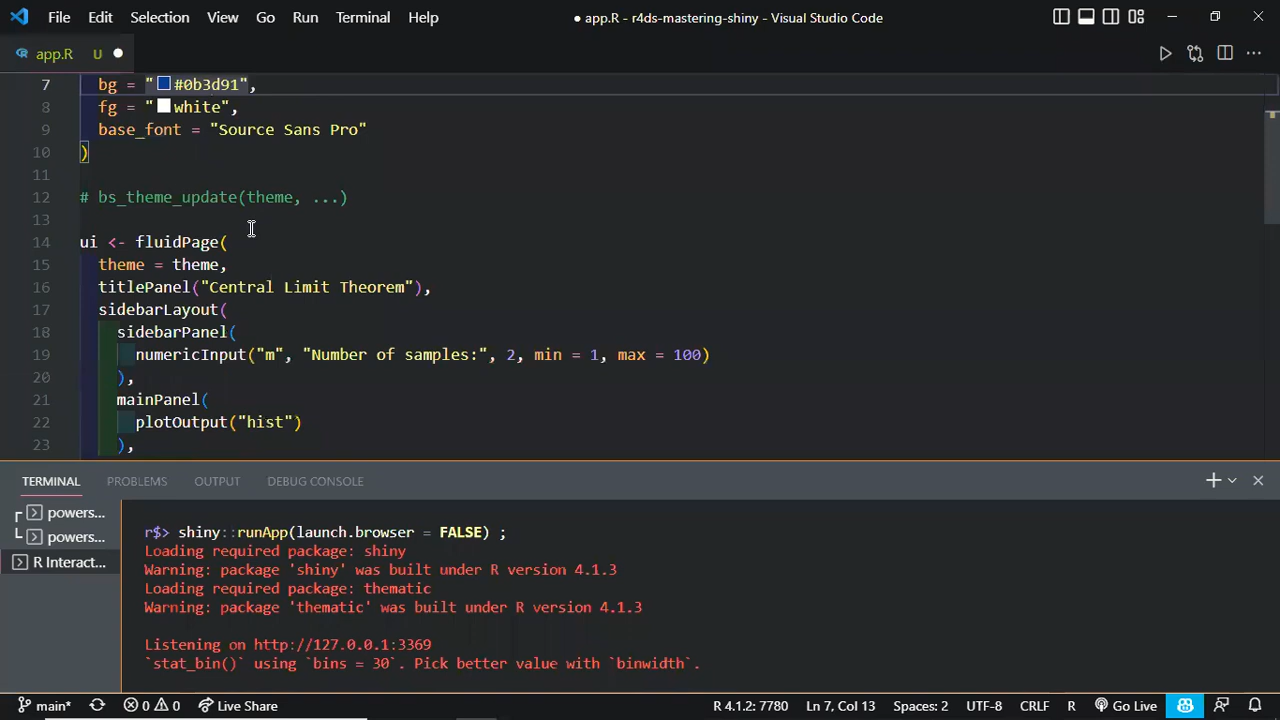 File Edit Selection View Go Run Terminal Help
● app.R - r4ds-mastering-shiny - Visual Studio Code
app.R U
7 bg = "#0b3d91",
8 fg = "white",
9 base_font = "Source Sans Pro"
10 )
11
12 # bs_theme_update(theme, ...)
13
14 ui <- fluidPage(
15 theme = theme,
16 titlePanel("Central Limit Theorem"),
17 sidebarLayout(
18 sidebarPanel(
19 numericInput("m", "Number of samples:", 2, min = 1, max = 100)
20 ),
21 mainPanel(
22 plotOutput("hist")
23 ),
TERMINAL PROBLEMS OUTPUT DEBUG CONSOLE
powers...
powers...
R Interact...
r$> shiny::runApp(launch.browser = FALSE) ;
Loading required package: shiny
Warning: package 'shiny' was built under R version 4.1.3
Loading required package: thematic
Warning: package 'thematic' was built under R version 4.1.3
Listening on http://127.0.0.1:3369
`stat_bin()` using `bins = 30`. Pick better value with `binwidth`.
main* 0 0 Live Share R 4.1.2: 7780 Ln 7, Col 13 Spaces: 2 UTF-8 CRLF R Go Live